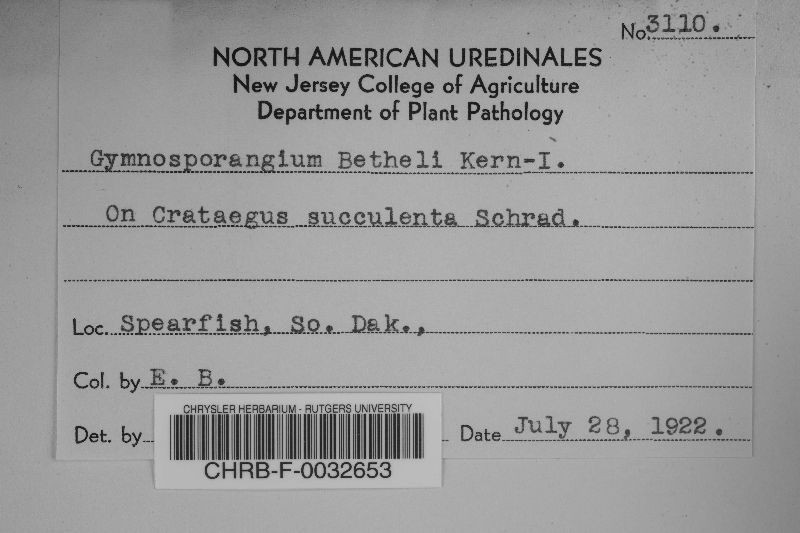 No. 3110.
NORTH AMERICAN UREDINALES
New Jersey College of Agriculture
Department of Plant Pathology
Gymnosporangium Betheli Kern-I.
On Crataegus succulenta Schrad.
Loc. Spearfish, So. Dak.,
Col. by E. B.
Det. by
Date July 28, 1922.
CHRYSLER HERBARIUM - RUTGERS UNIVERSITY
CHRB-F-0032653